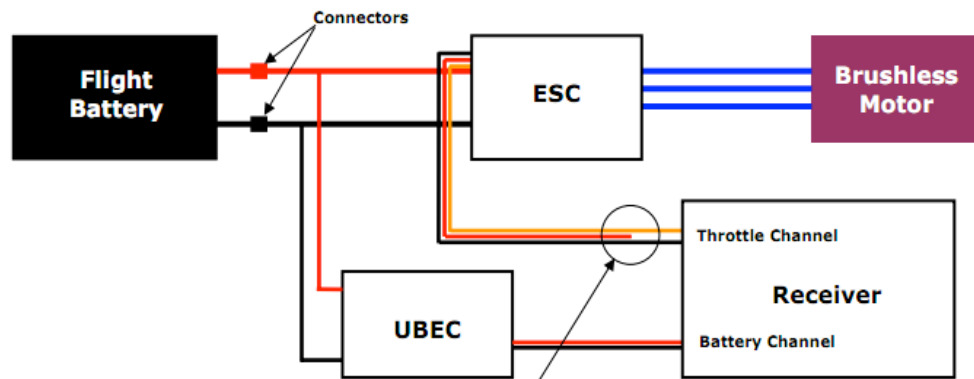 Connectors
Flight
Battery
ESC
Brushless
Motor
Throttle Channel
Receiver
UBEC
Battery Channel